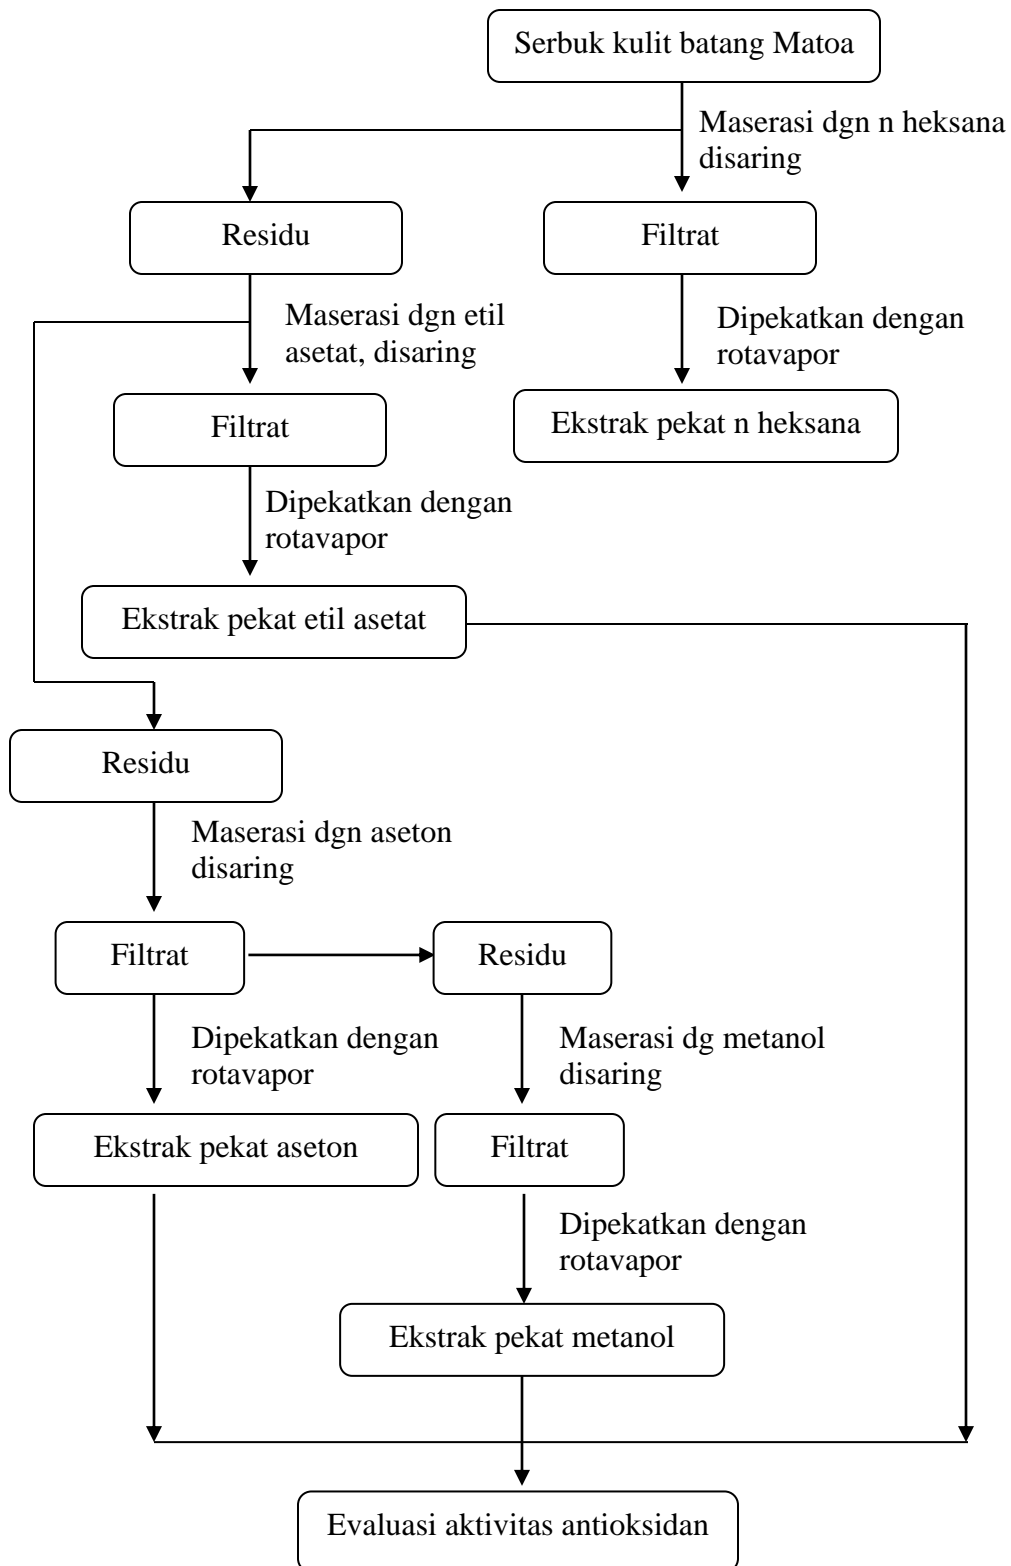 Serbuk kulit batang Matoa
Maserasi dgn n heksana
disaring
Residu
Filtrat
Maserasi dgn etil
asetat, disaring
Dipekatkan dengan
rotavapor
Filtrat
Ekstrak pekat n heksana
Dipekatkan dengan
rotavapor
Ekstrak pekat etil asetat
Residu
Maserasi dgn aseton
disaring
Filtrat
Residu
Dipekatkan dengan
rotavapor
Maserasi dg metanol
disaring
Ekstrak pekat aseton
Filtrat
Dipekatkan dengan
rotavapor
Ekstrak pekat metanol
Evaluasi aktivitas antioksidan